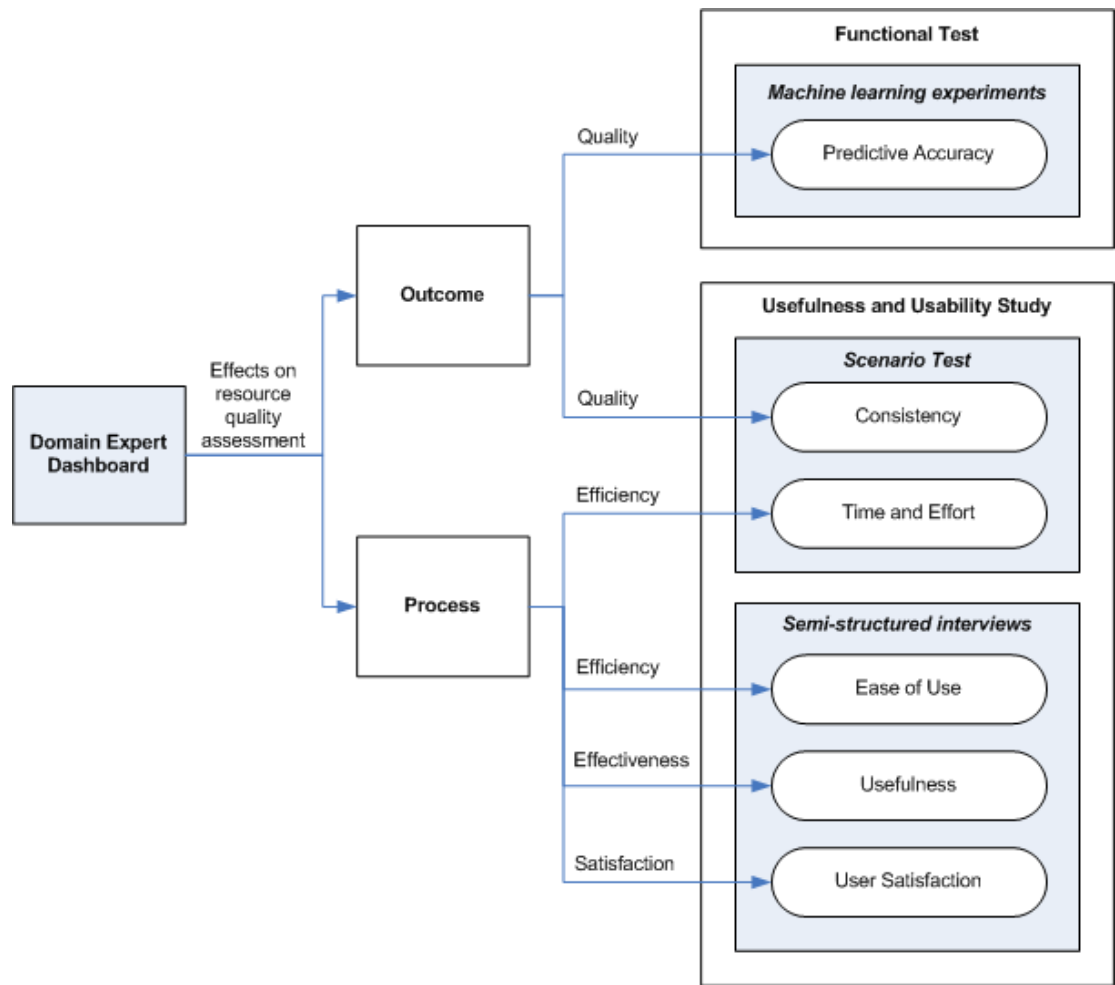 Functional Test
Machine learning experiments
Quality
Predictive Accuracy
Outcome
Usefulness and Usability Study
Scenario Test
Effects on
resource
quality
assessment
Quality
Consistency
Domain Expert
Dashboard
Efficiency
Time and Effort
Process
Semi-structured interviews
Efficiency
Ease of Use
Effectiveness
Usefulness
Satisfaction
User Satisfaction